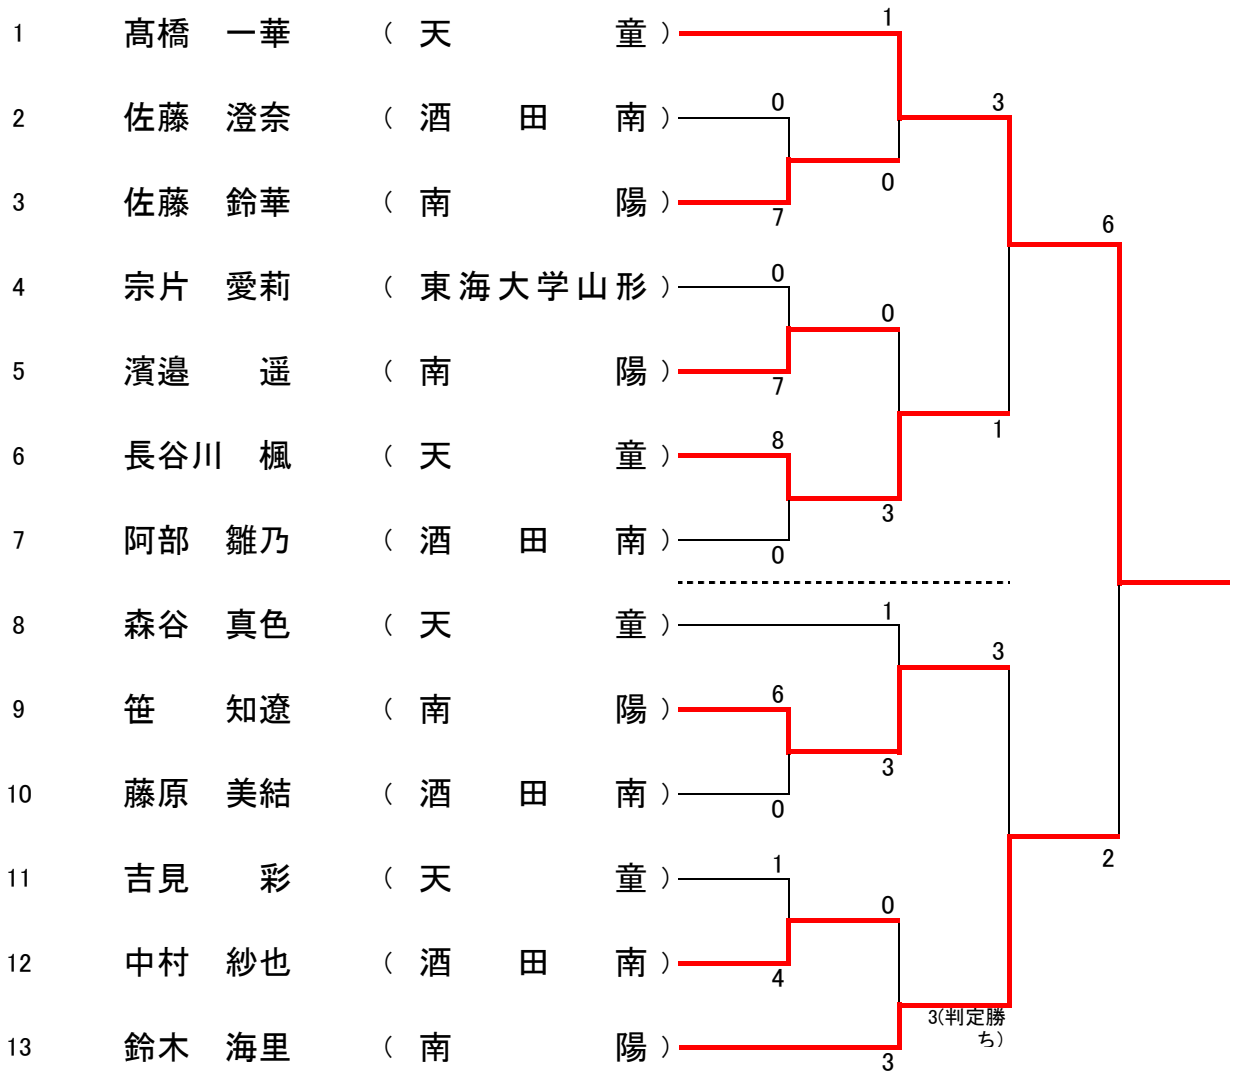 1 髙橋 一華 （ 天 童 ） 1
2 佐藤 澄奈 （ 酒 田 南 ） 0 3
0
3 佐藤 鈴華 （ 南 陽 ） 7
6
4 宗片 愛莉 （ 東海大学山形 ） 0
0
5 濱邉 遥 （ 南 陽 ） 7
1
6 長谷川 楓 （ 天 童 ） 8
3
7 阿部 雛乃 （ 酒 田 南 ） 0
8 森谷 真色 （ 天 童 ） 1
3
9 笹 知遼 （ 南 陽 ） 6
3
10 藤原 美結 （ 酒 田 南 ） 0
2
11 吉見 彩 （ 天 童 ） 1
0
12 中村 紗也 （ 酒 田 南 ） 4
3(判定勝
ち)
13 鈴木 海里 （ 南 陽 ） 3